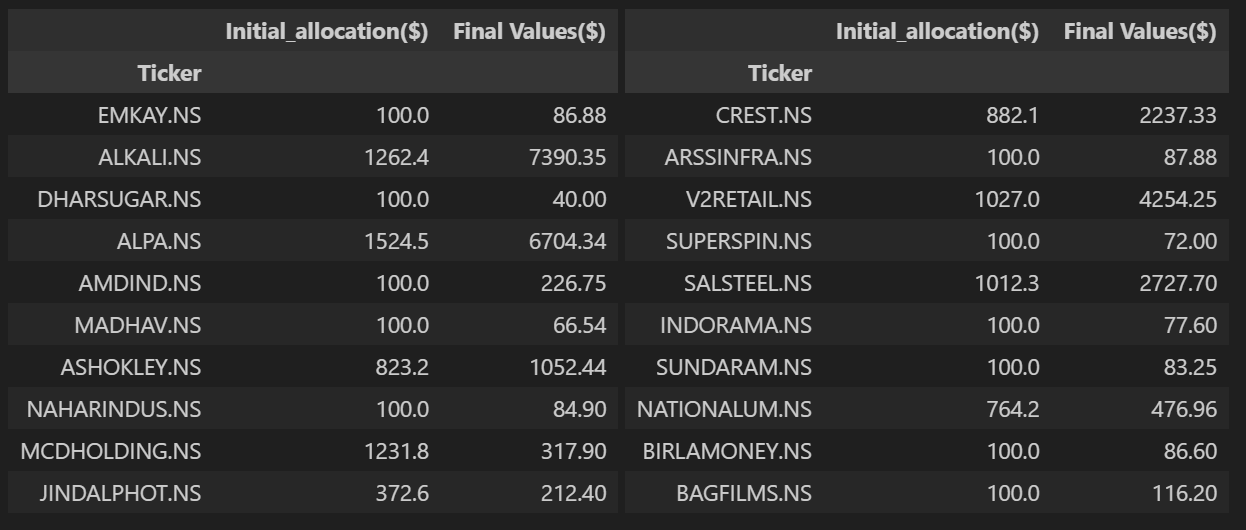 Initial_allocation($) Final Values($) Initial_allocation($) Final Values($)
Ticker Ticker
EMKAY.NS 100.0 86.88 CREST.NS 882.1 2237.33
ALKALI.NS 1262.4 7390.35 ARSSINFRA.NS 100.0 87.88
DHARSUGAR.NS 100.0 40.00 V2RETAIL.NS 1027.0 4254.25
ALPA.NS 1524.5 6704.34 SUPERSPIN.NS 100.0 72.00
AMDIND.NS 100.0 226.75 SALSTEEL.NS 1012.3 2727.70
MADHAV.NS 100.0 66.54 INDORAMA.NS 100.0 77.60
ASHOKLEY.NS 823.2 1052.44 SUNDARAM.NS 100.0 83.25
NAHARINDUS.NS 100.0 84.90 NATIONALUM.NS 764.2 476.96
MCDHOLDING.NS 1231.8 317.90 BIRLAMONEY.NS 100.0 86.60
JINDALPHOT.NS 372.6 212.40 BAGFILMS.NS 100.0 116.20